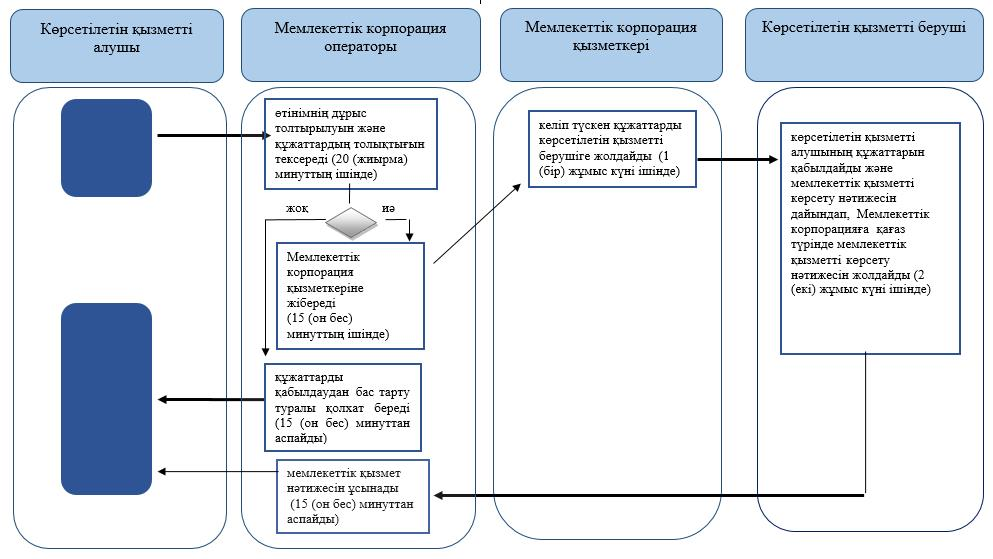 Көрсетілетін қызметті
алушы
Мемлекеттік корпорация
операторы
Мемлекеттік корпорация
қызметкері
Көрсетілетін қызметті беруші
өтінімнің дұрыс
толтырылуын және
құжаттардың толықтығын
тексереді (20 (жиырма)
минуттың ішінде)
жоқ
иә
Мемлекеттік
корпорация
қызметкеріне
жібереді
(15 (он бес)
минуттың ішінде)
құжаттарды
қабылдаудан бас тарту
туралы қолхат береді
(15 (он бес) минуттан
аспайды)
мемлекеттік қызмет
нәтижесін ұсынады
(15 (он бес) минуттан
аспайды)
келіп түскен құжаттарды
көрсетілетін қызметті
берушіге жолдайды (1
(бір) жұмыс күні ішінде)
көрсетілетін қызметті
алушының құжаттарын
қабылдайды және
мемлекеттік қызметті
көрсету нәтижесін
дайындап, Мемлекеттік
корпорацияға қағаз
түрінде мемлекеттік
қызметті көрсету
нәтижесін жолдайды (2
(екі) жұмыс күні ішінде)